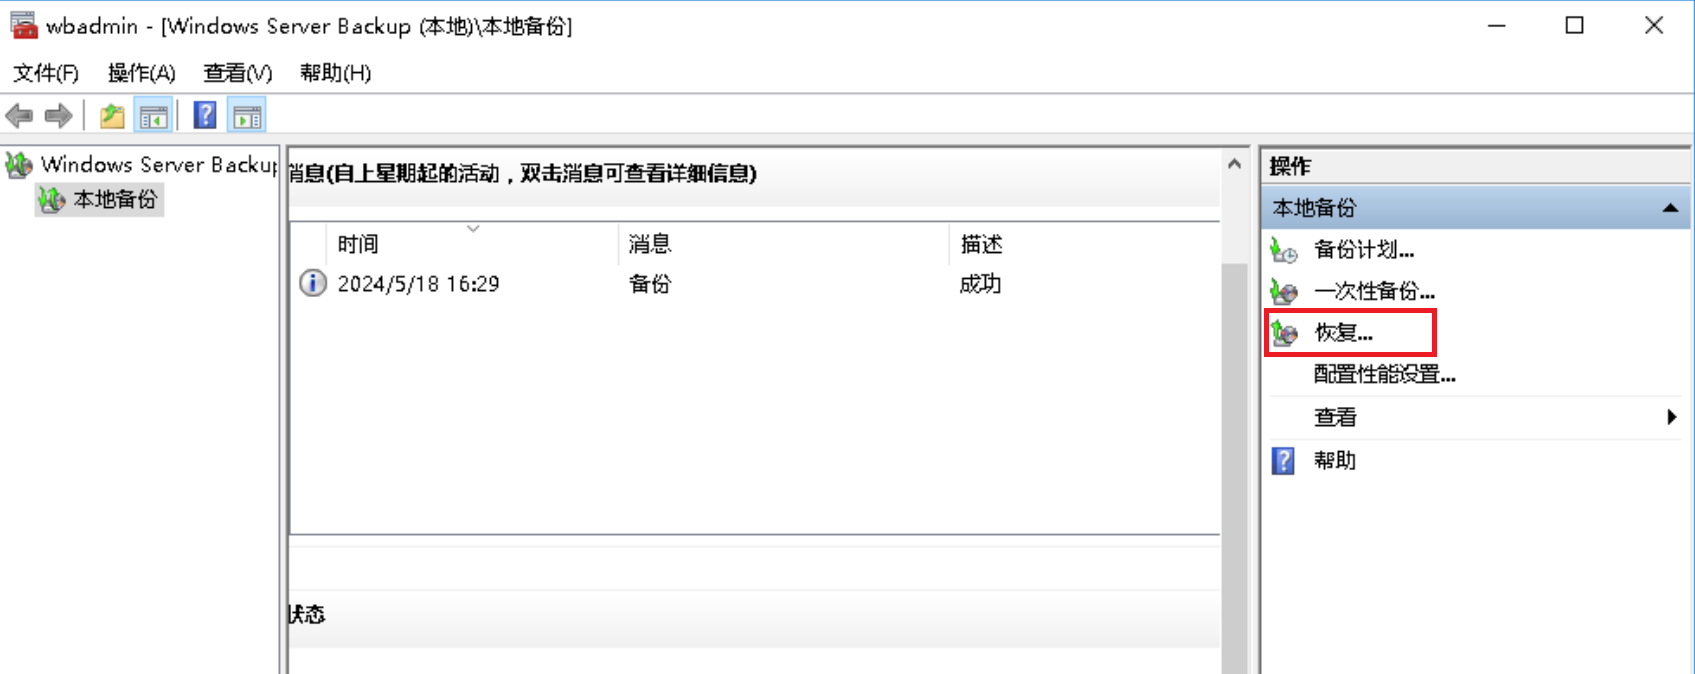 wbadmin - [Windows Server Backup (本地)\本地备份]
文件(F) 操作(A) 查看(V) 帮助(H)
Windows Server Backup
本地备份
消息(自上星期起的活动，双击消息可查看详细信息)
时间 消息 描述
2024/5/18 16:29 备份 成功
状态
操作
本地备份
备份计划...
一次性备份...
恢复...
配置性能设置...
查看
帮助